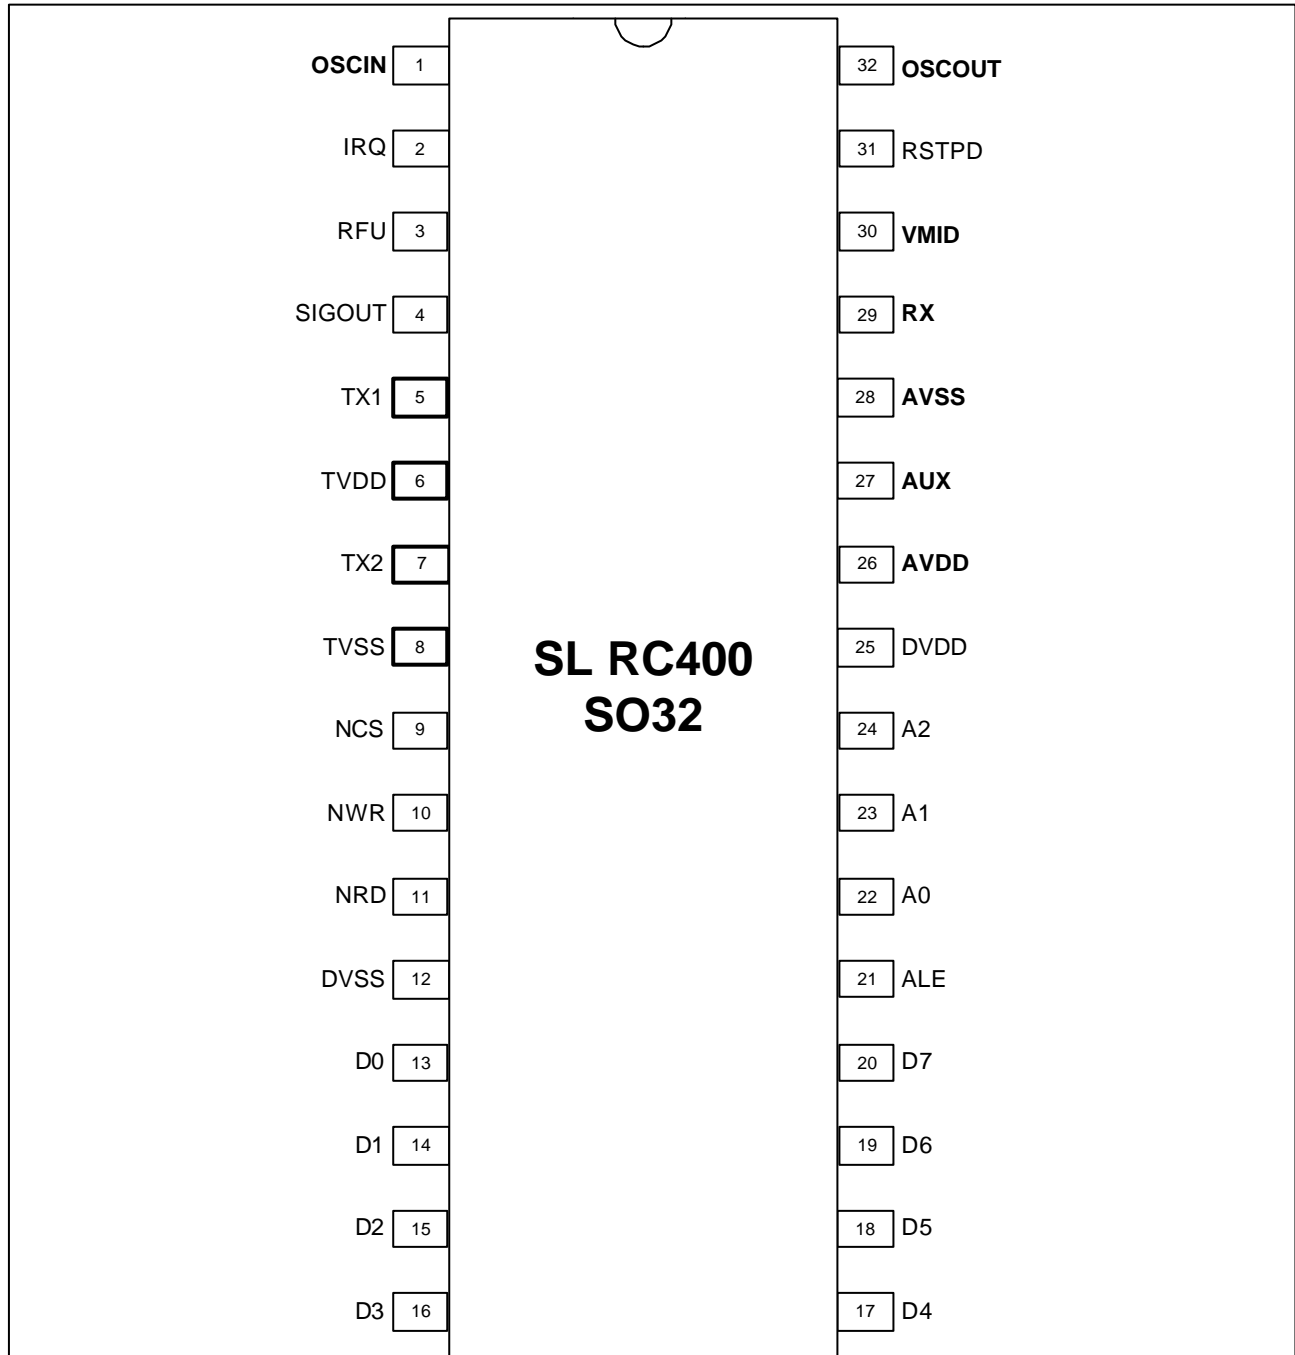 OSCIN 1 32 OSCOUT
IRQ 2 31 RSTPD
RFU 3 30 VMID
SIGOUT 4 29 RX
TX1 5 28 AVSS
TVDD 6 27 AUX
TX2 7 26 AVDD
TVSS 8 25 DVDD
SL RC400
SO32
NCS 9 24 A2
NWR 10 23 A1
NRD 11 22 A0
DVSS 12 21 ALE
D0 13 20 D7
D1 14 19 D6
D2 15 18 D5
D3 16 17 D4